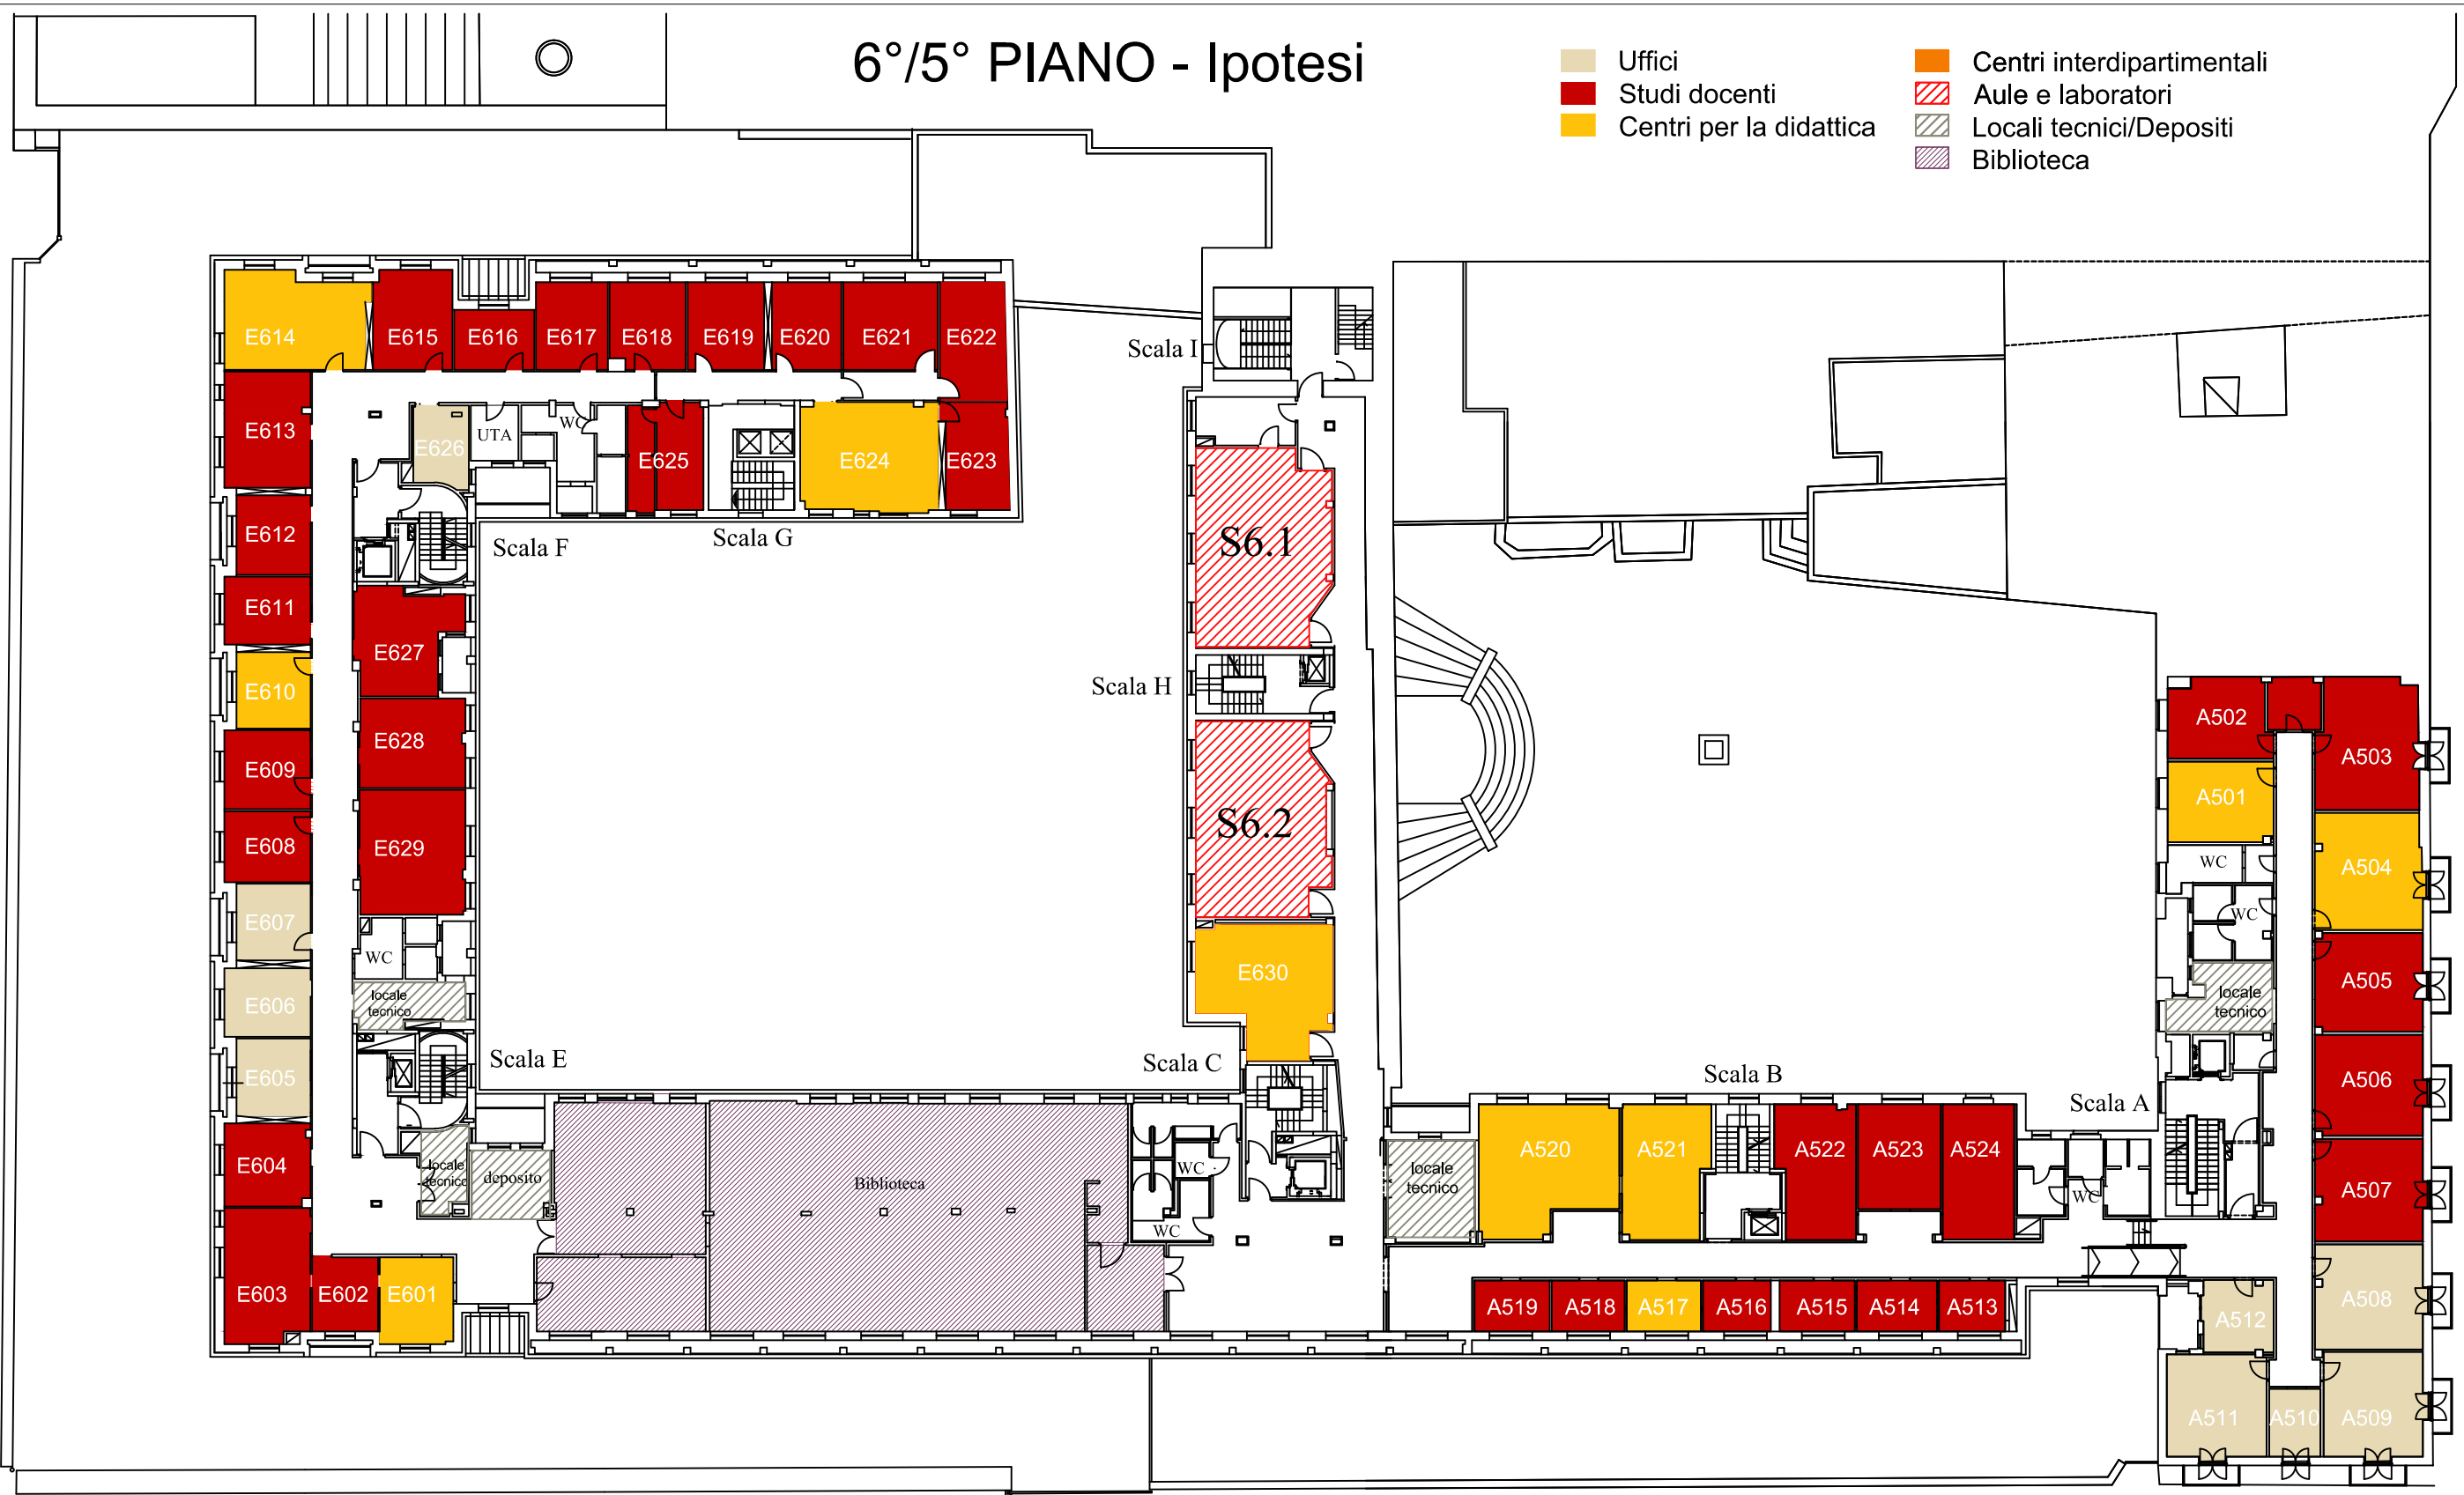 6°/5° PIANO - Ipotesi
Uffici
Studi docenti
Centri per la didattica
Centri interdipartimentali
Aule e laboratori
Locali tecnici/Depositi
Biblioteca
E614
E615
E616
E617
E618
E619
E620
E621
E622
Scala I
E613
E626
UTA
WC
E625
E624
E623
E612
Scala F
Scala G
S6.1
E611
E627
E610
Scala H
E628
E609
S6.2
E608
E629
E607
WC
E606
locale
tecnico
E630
E605
Scala E
Scala C
Scala B
Scala A
A502
A503
A501
WC
A504
WC
A505
locale
tecnico
A506
E604
locale
tecnico
deposito
Biblioteca
WC
WC
locale
tecnico
A520
A521
A522
A523
A524
WC
A507
E603
E602
E601
A519
A518
A517
A516
A515
A514
A513
A512
A508
A511
A510
A509